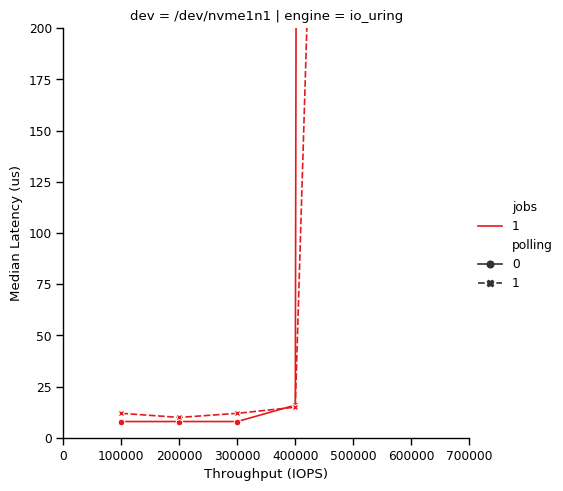 dev = /dev/nvme1n1 | engine = io_uring
200
175
150
125
100
75
50
25
0
Median Latency (us)
0 100000 200000 300000 400000 500000 600000 700000
Throughput (IOPS)
jobs
1
polling
0
1